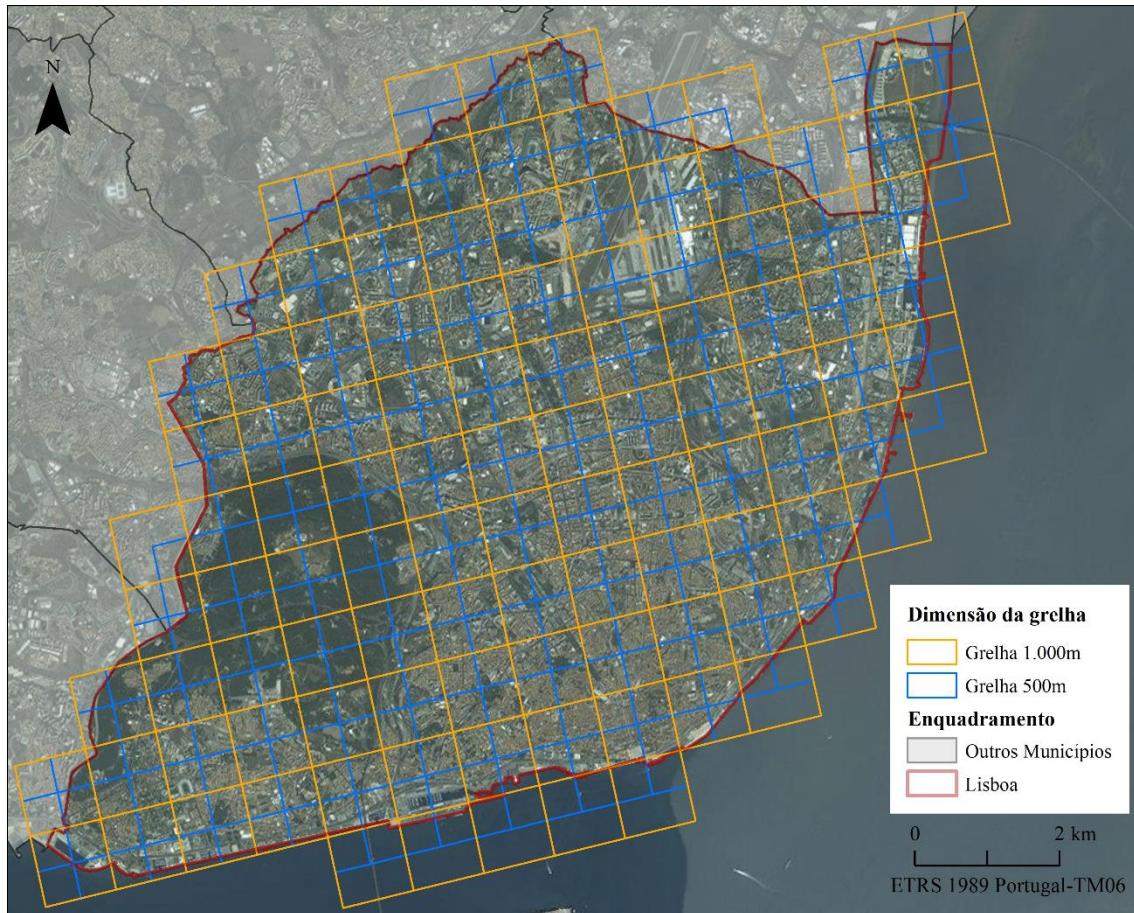 N
Dimensão da grelha
Grelha 1.000m
Grelha 500m
Enquadramento
Outros Municípios
Lisboa
0 2 km
ETRS 1989 Portugal-TM06